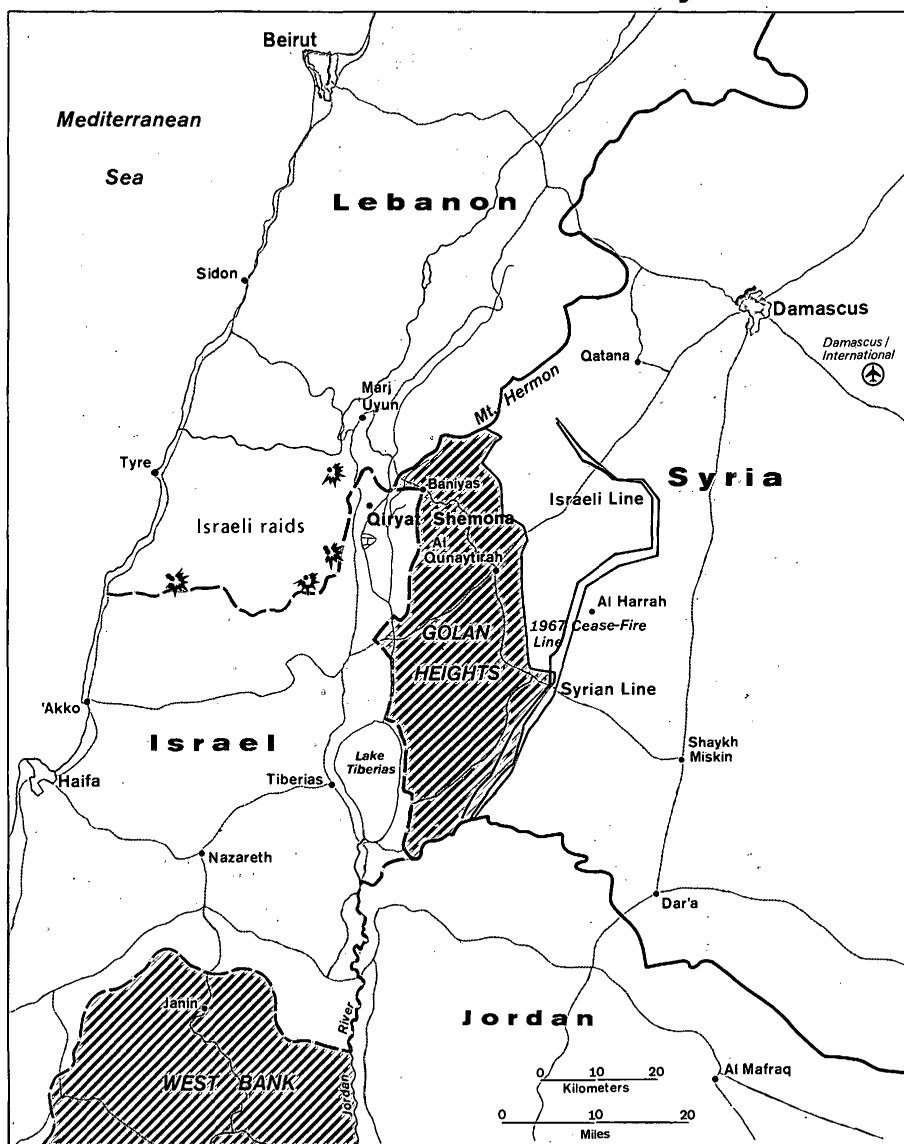 Beirut
Mediterranean
Sea
Lebanon
Sidon
Damascus
Damascus /
International
Qatana
Marj
Uyun
Mt. Hermon
Tyre
Syria
Baniyas
Israeli Line
Israeli raids
Qiryat Shemona
Al
Qunaytirah
Al Harrah
1967 Cease-Fire
Line
GOLAN
HEIGHTS
Syrian Line
'Akko
Israel
Shaykh
Miskin
Lake
Tiberias
Haifa
Tiberias
Nazareth
Dar'a
Janin
River
Jordan
Jordan
0 10 20
Kilometers
Al Mafraq
WEST BANK
0 10 20
Miles